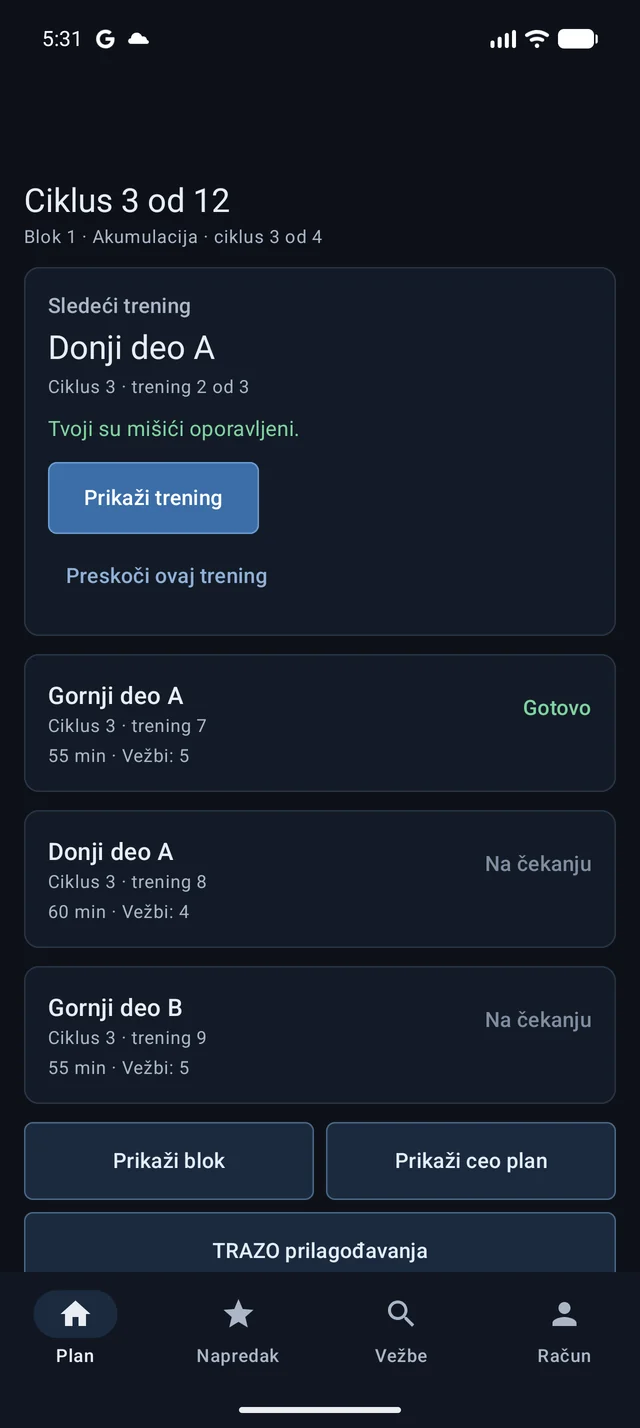 5:31
Ciklus 3 od 12
Blok 1 · Akumulacija · ciklus 3 od 4
Sledeći trening
Donji deo A
Ciklus 3 · trening 2 od 3
Tvoji su mišići oporavljeni.
Prikaži trening
Preskoči ovaj trening
Gornji deo A
Ciklus 3 · trening 7
55 min · Vežbi: 5
Gotovo
Donji deo A
Ciklus 3 · trening 8
60 min · Vežbi: 4
Na čekanju
Gornji deo B
Ciklus 3 · trening 9
55 min · Vežbi: 5
Na čekanju
Prikaži blok
Prikaži ceo plan
TRAZO prilagođavanja
Plan
Napredak
Vežbe
Račun